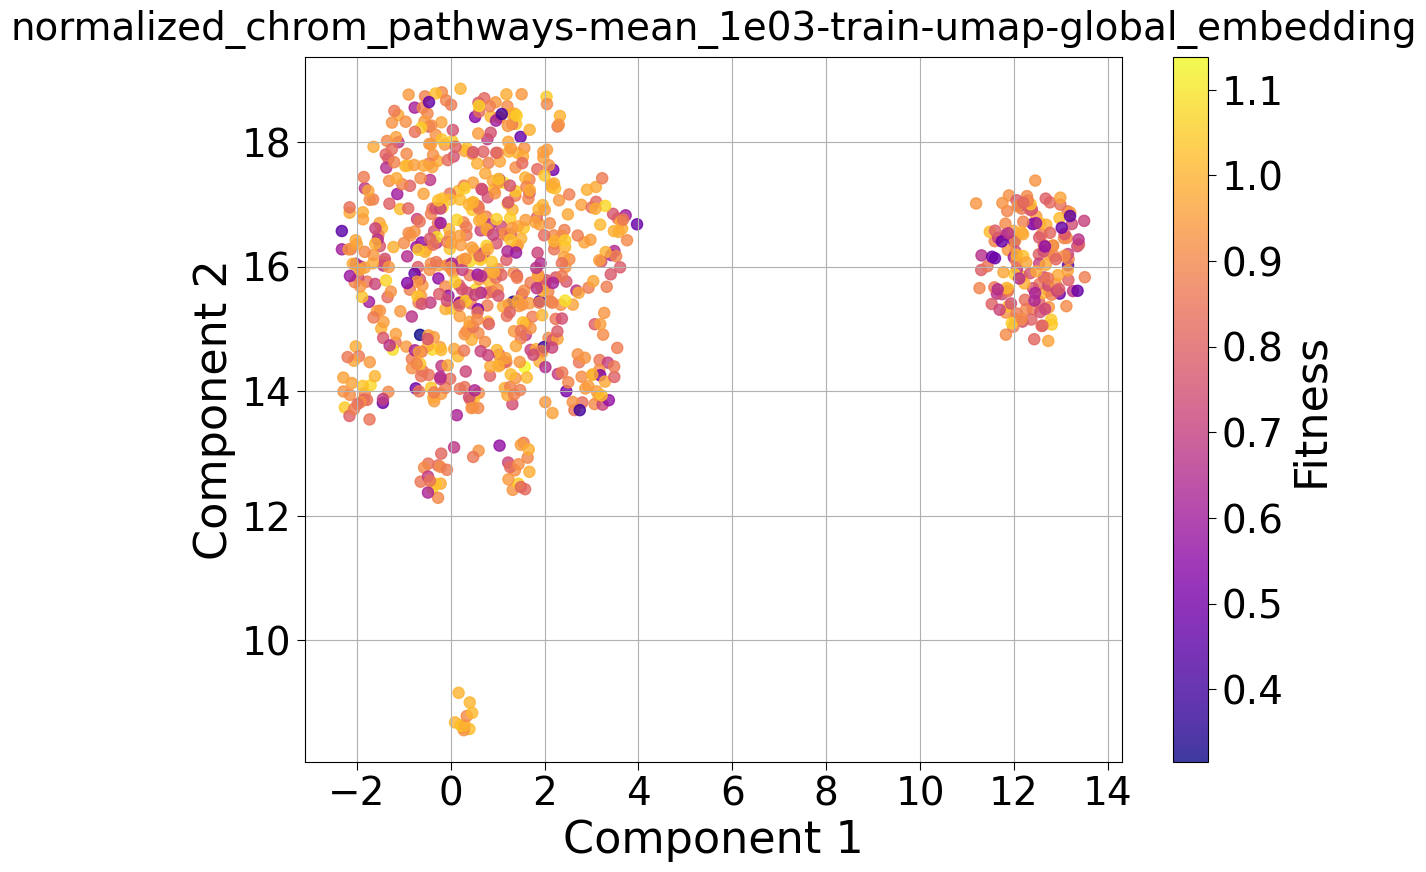 normalized_chrom_pathways-mean_1e03-train-umap-global_embedding
18
16
14
12
10
Component 2
−2 0 2 4 6 8 10 12 14
Component 1
1.1
1.0
0.9
0.8
0.7
0.6
0.5
0.4
Fitness